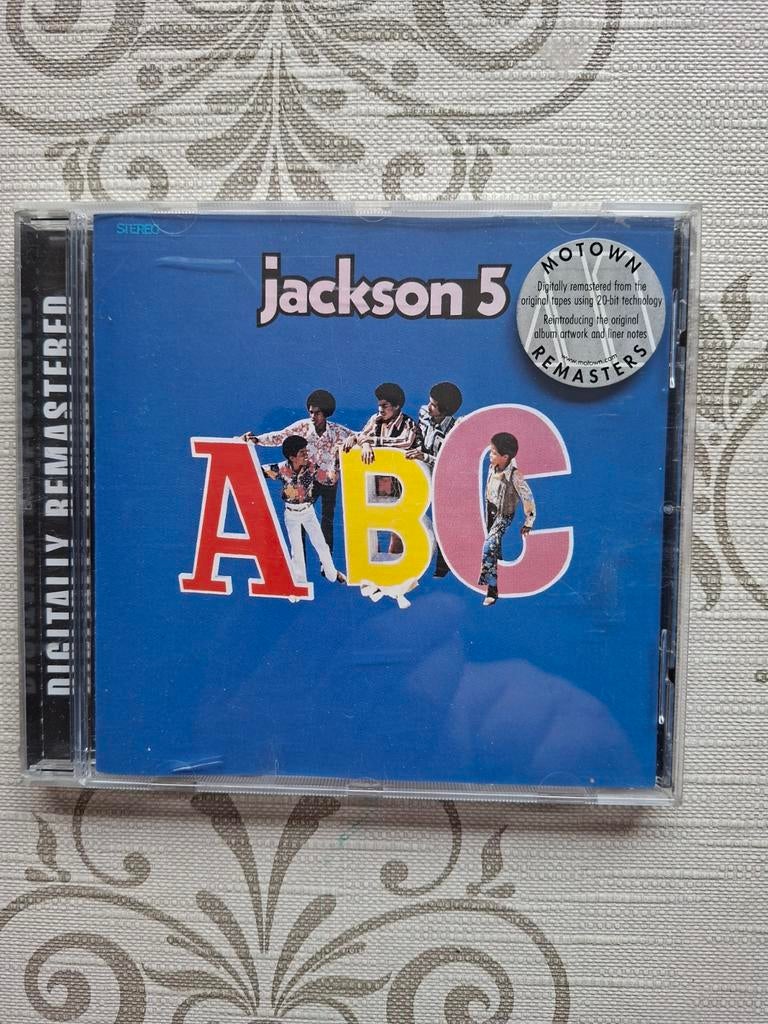 STEREO
jackson 5
MOTOWN
Digitally remastered from the
original tapes using 20-bit technology
Reintroducing the original
album artwork and liner notes
www.motown.com
REMASTERS
ABC
DIGITALLY REMASTERED